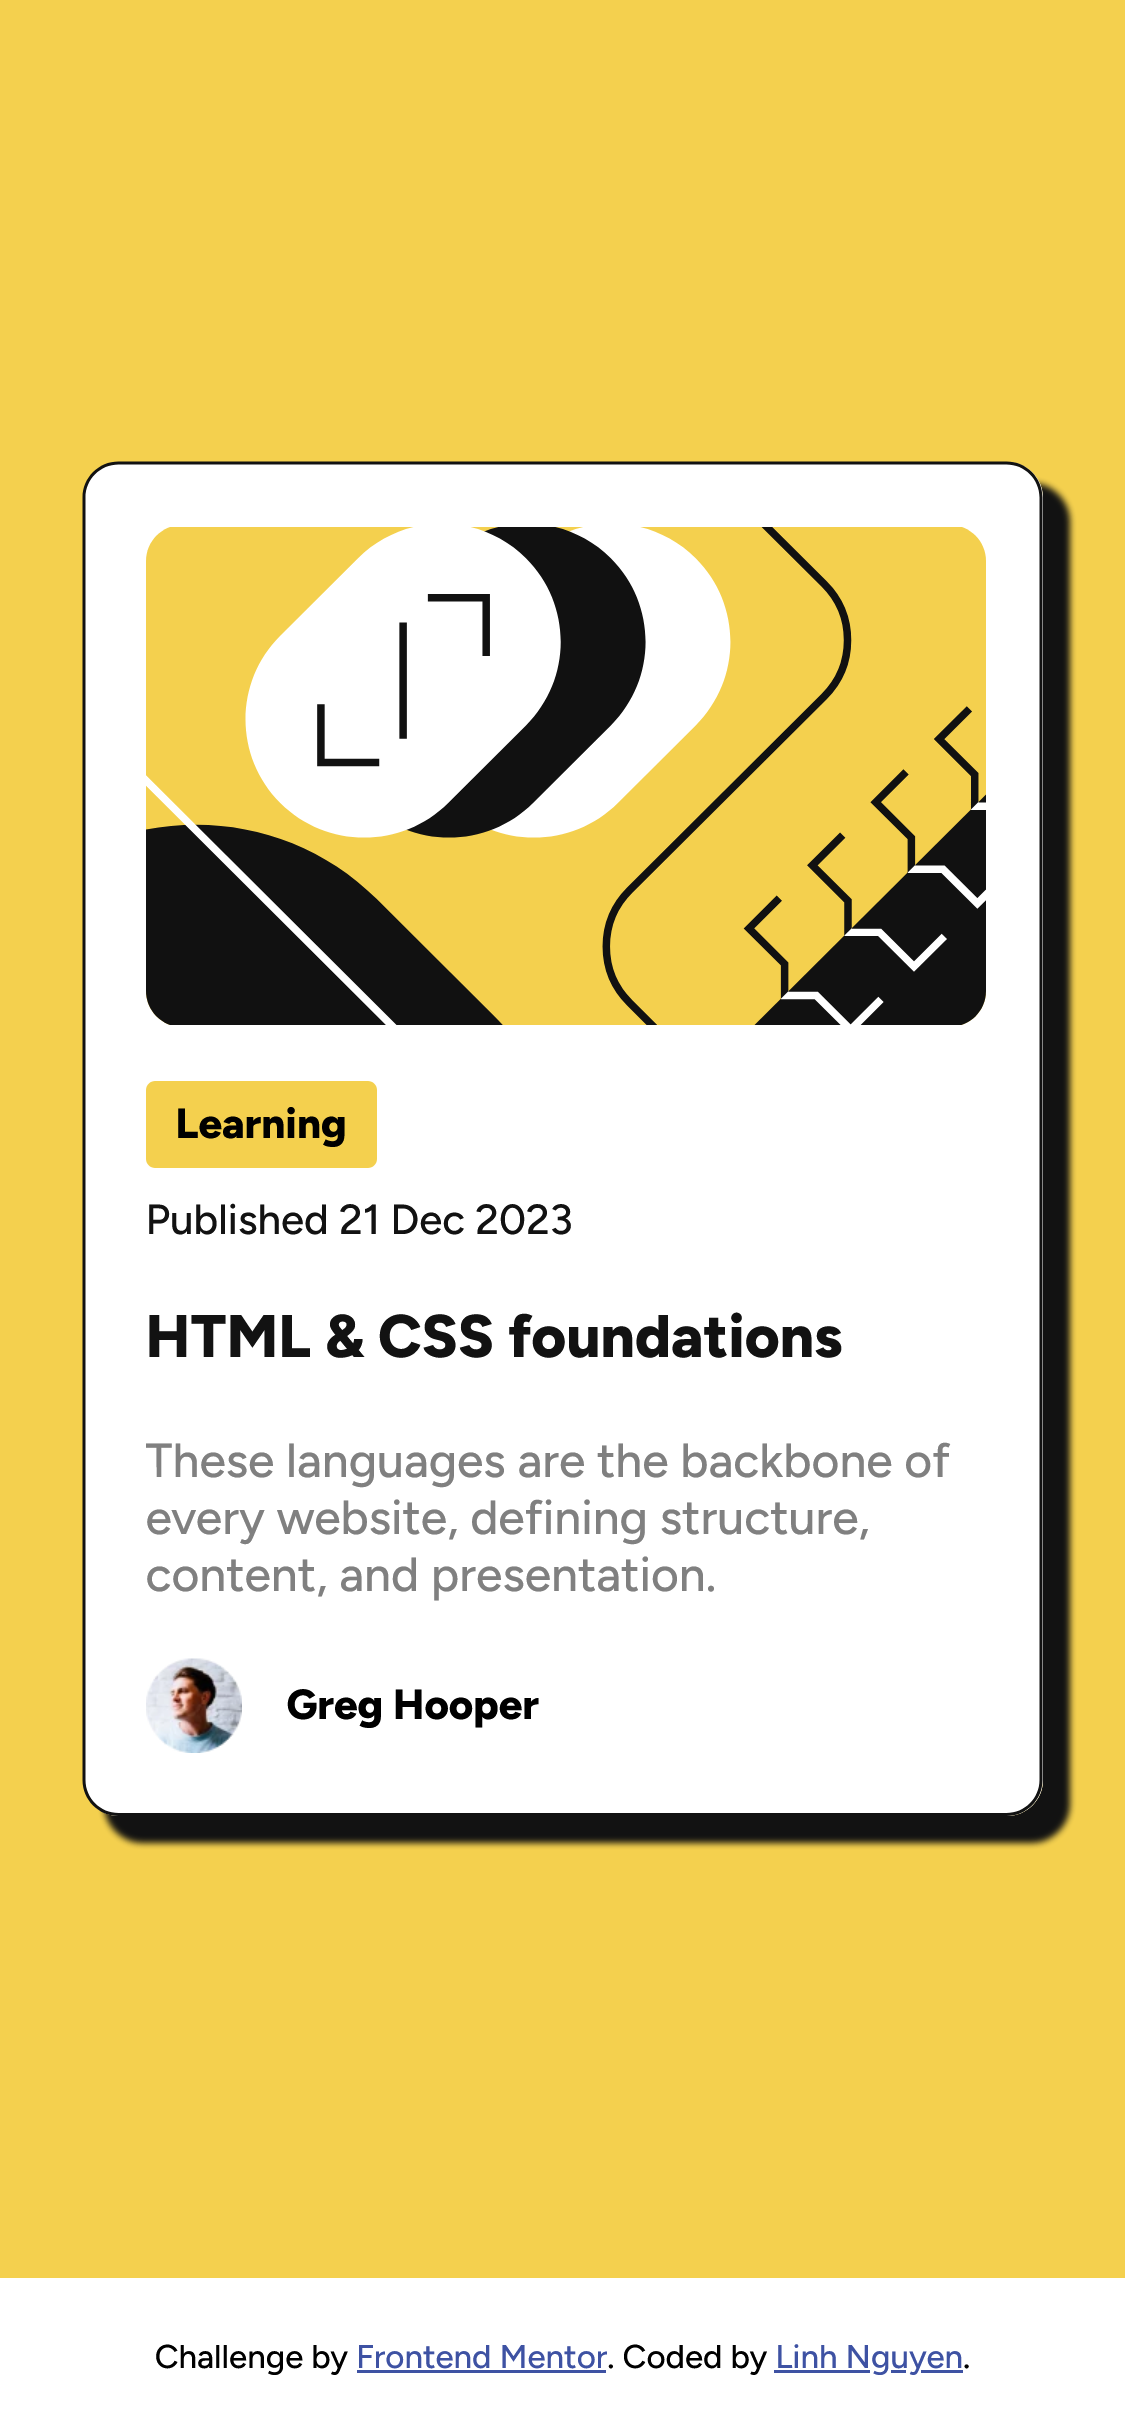 Learning
Published 21 Dec 2023
HTML & CSS foundations
These languages are the backbone of
every website, defining structure,
content, and presentation.
Greg Hooper
Challenge by Frontend Mentor. Coded by Linh Nguyen.